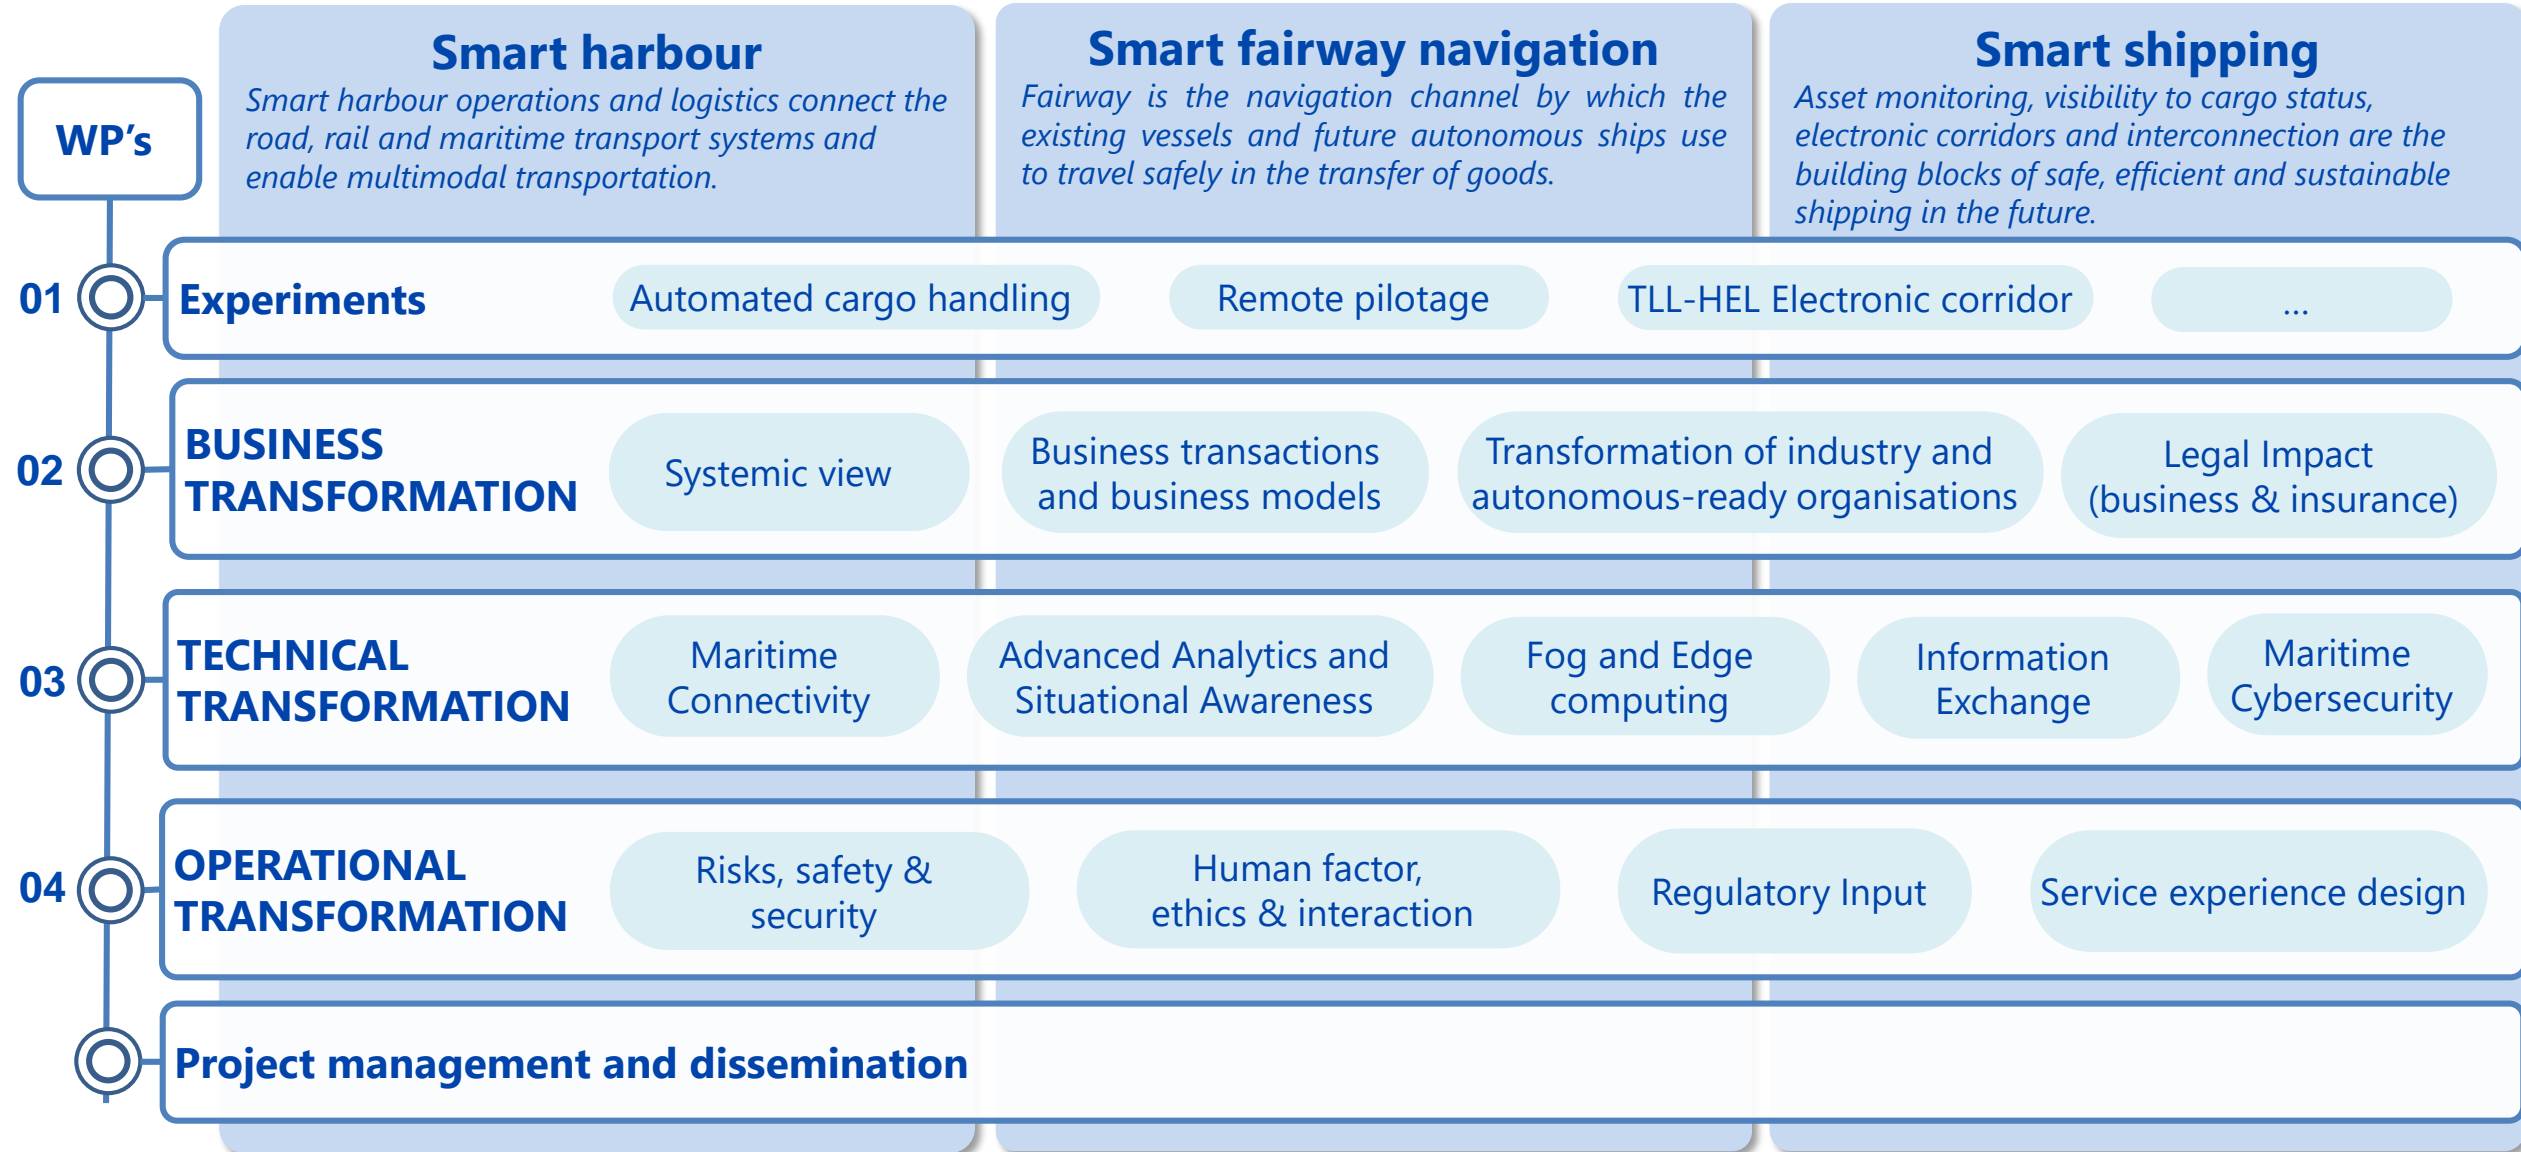 Smart harbour
Smart harbour operations and logistics connect the
road, rail and maritime transport systems and
enable multimodal transportation.
Smart fairway navigation
Fairway is the navigation channel by which the
existing vessels and future autonomous ships use
to travel safely in the transfer of goods.
Smart shipping
Asset monitoring, visibility to cargo status,
electronic corridors and interconnection are the
building blocks of safe, efficient and sustainable
shipping in the future.
WP's
01
Experiments
Automated cargo handling
Remote pilotage
TLL-HEL Electronic corridor
...
02
BUSINESS
TRANSFORMATION
Systemic view
Business transactions
and business models
Transformation of industry and
autonomous-ready organisations
Legal Impact
(business & insurance)
03
TECHNICAL
TRANSFORMATION
Maritime
Connectivity
Advanced Analytics and
Situational Awareness
Fog and Edge
computing
Information
Exchange
Maritime
Cybersecurity
04
OPERATIONAL
TRANSFORMATION
Risks, safety &
security
Human factor,
ethics & interaction
Regulatory Input
Service experience design
Project management and dissemination